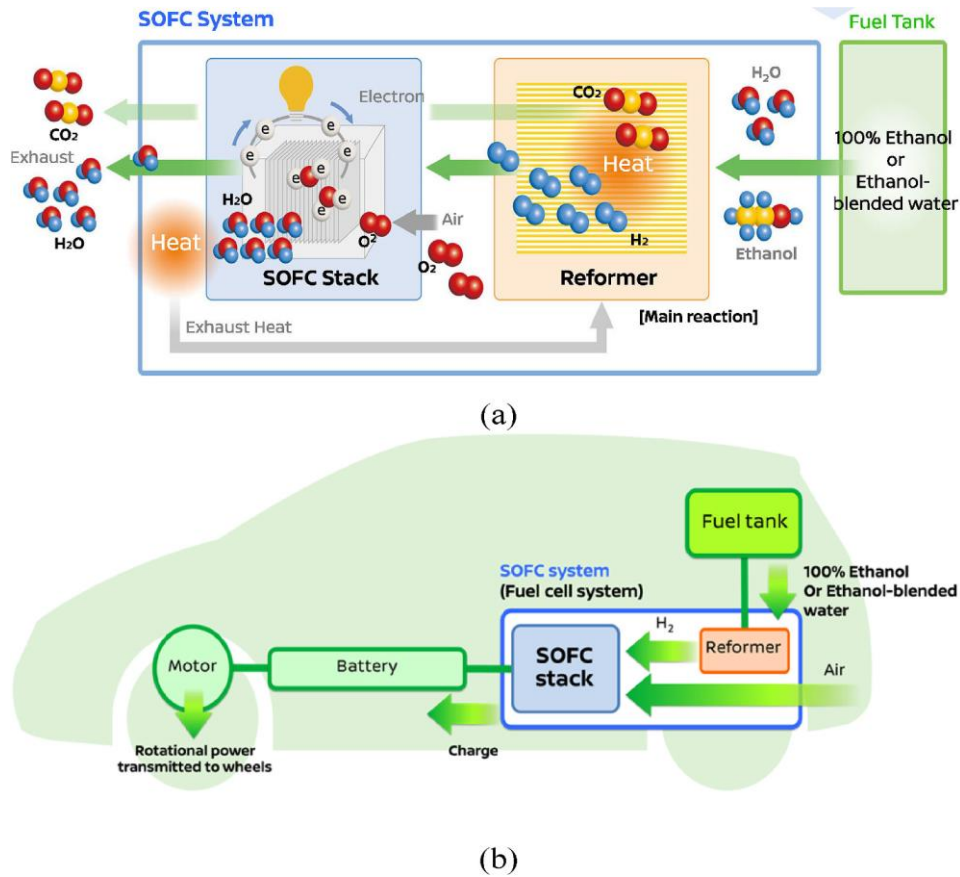 SOFC System
Fuel Tank
CO₂
Exhaust
H₂O
Heat
Electron
e
e
e
e
e
e
e
e
e
H₂O
O²
Air
O₂
SOFC Stack
CO₂
Heat
H₂
Reformer
H₂O
Ethanol
100% Ethanol
or
Ethanol-
blended water
Exhaust Heat
[Main reaction]
(a)
Fuel tank
SOFC system
(Fuel cell system)
100% Ethanol
Or Ethanol-blended
water
H₂
Reformer
SOFC
stack
Air
Battery
Motor
Charge
Rotational power
transmitted to wheels
(b)